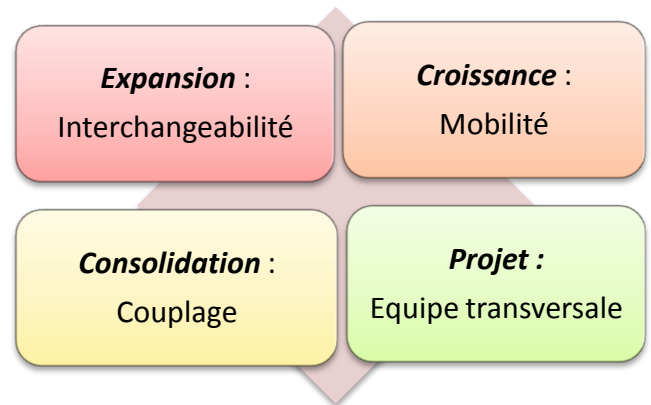 Expansion :
Interchangeabilité
Croissance :
Mobilité
Consolidation :
Couplage
Projet :
Equipe transversale